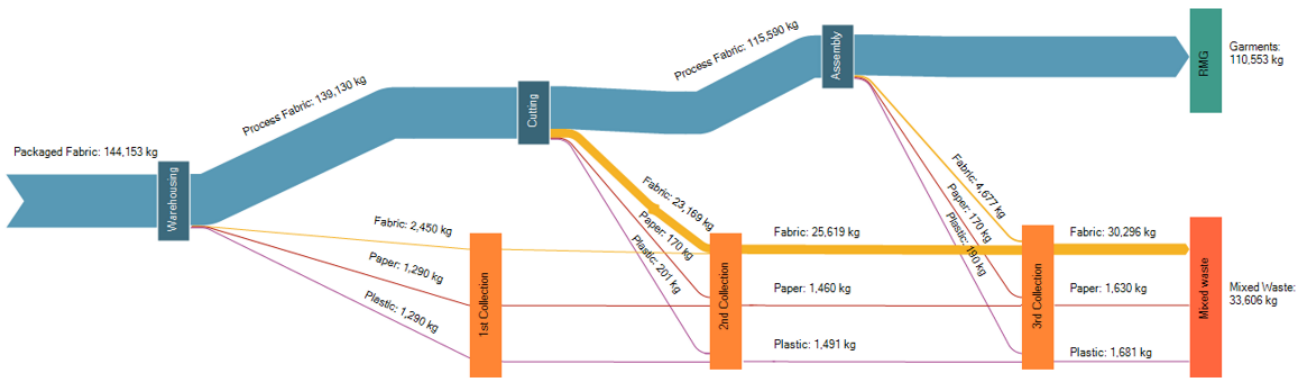 Packaged Fabric: 144,153 kg
Warehousing
Process Fabric: 139,130 kg
Cutting
Process Fabric: 115,590 kg
Assembly
RMG
Garments:
110,553 kg
Fabric: 2,450 kg
Paper: 1,290 kg
Plastic: 1,290 kg
1st Collection
Fabric: 23,169 kg
Paper: 170 kg
Plastic: 201 kg
2nd Collection
Fabric: 25,619 kg
Paper: 1,460 kg
Plastic: 1,491 kg
Fabric: 4,677 kg
Paper: 170 kg
Plastic: 190 kg
3rd Collection
Fabric: 30,296 kg
Paper: 1,630 kg
Plastic: 1,681 kg
Mixed waste
Mixed Waste:
33,606 kg